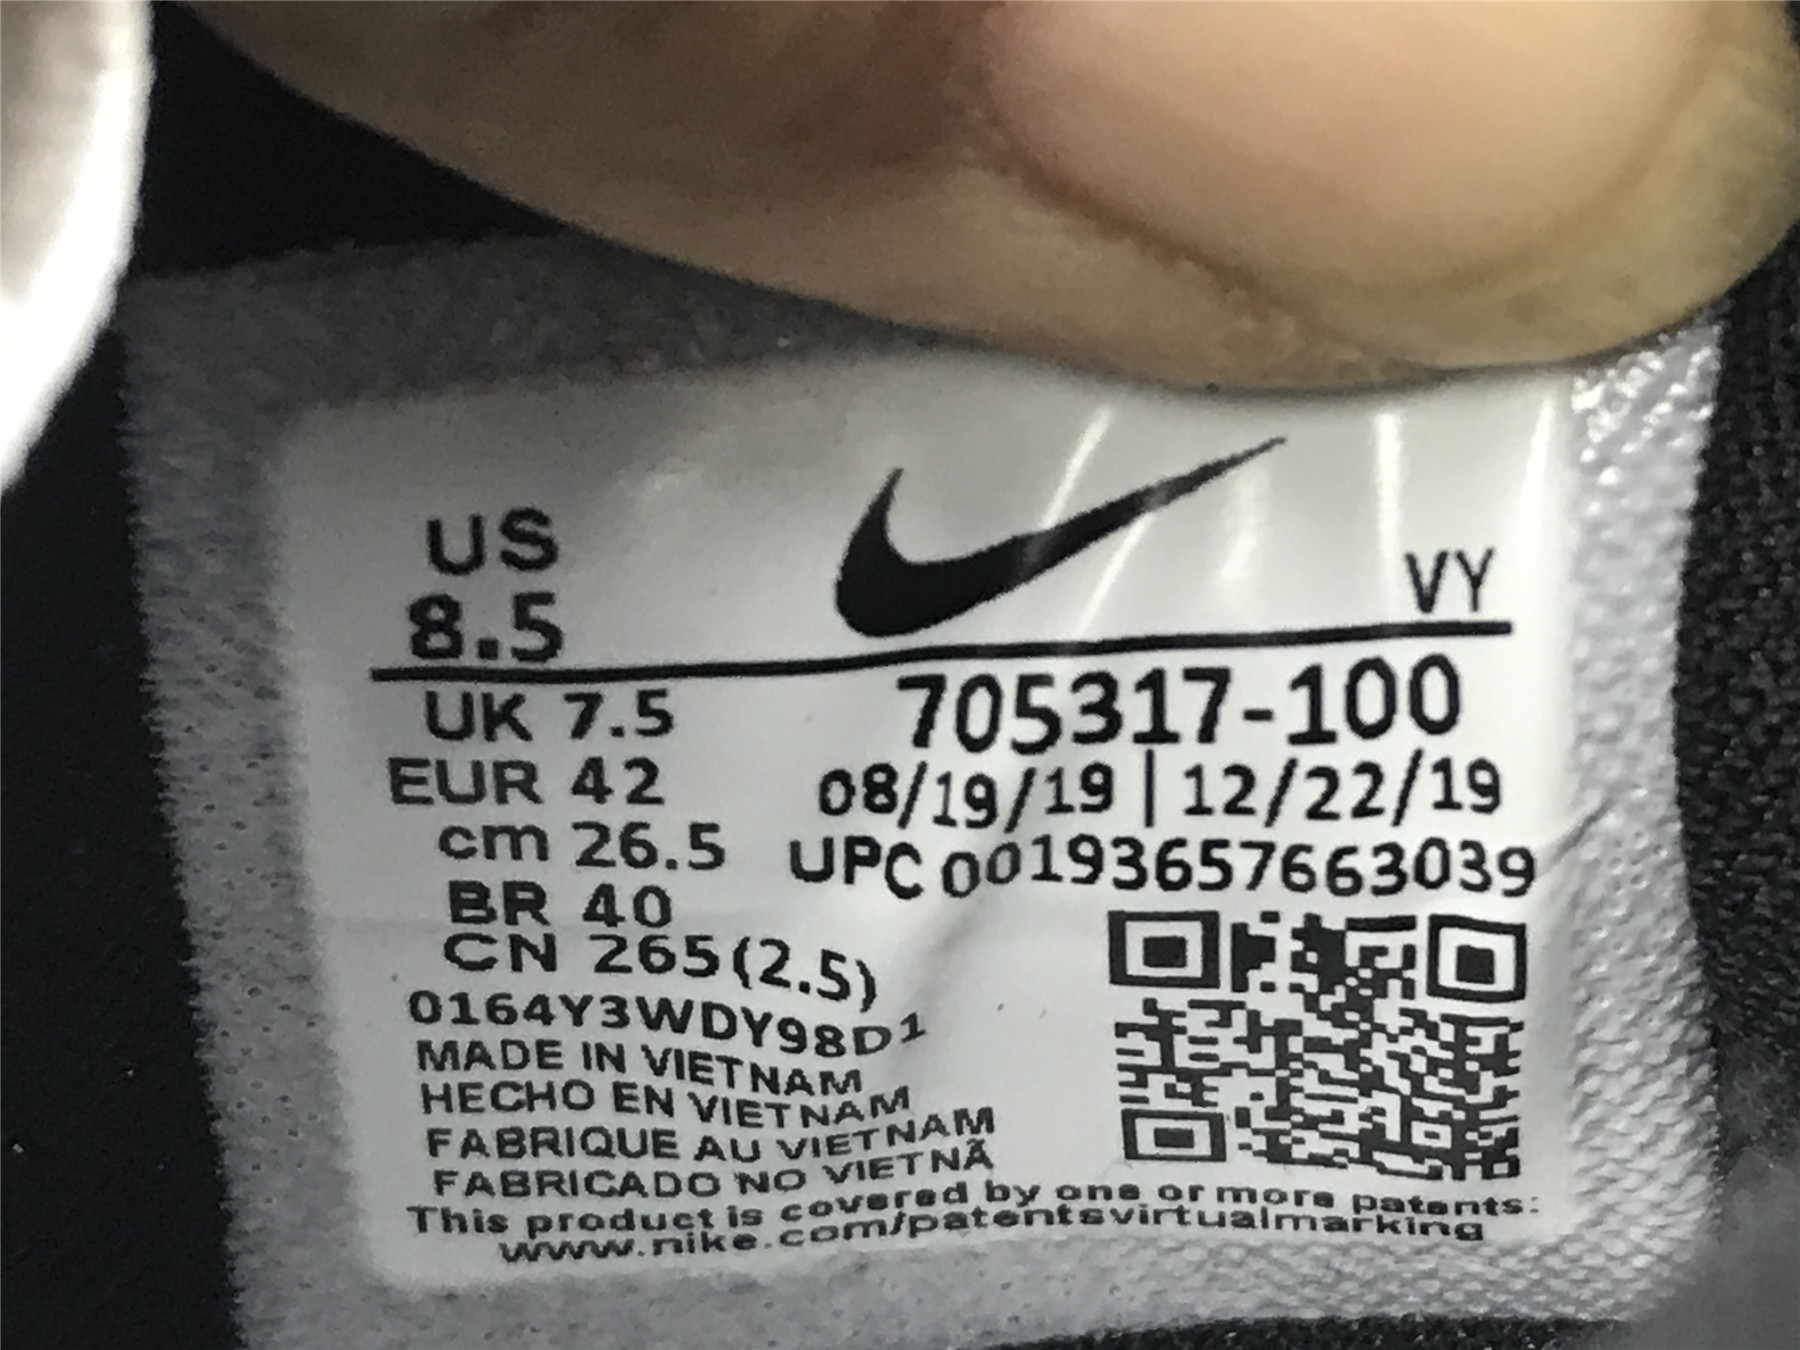 US
8.5
VY
UK 7.5
EUR 42
cm 26.5
BR 40
CN 265(2.5)
705317-100
08/19/19 | 12/22/19
UPC 00193657663039
0164Y3WDY98D1
MADE IN VIETNAM
HECHO EN VIETNAM
FABRIQUE AU VIETNAM
FABRICADO NO VIETNÃ
This product is covered by one or more patents:
www.nike.com/patentsvirtualmarking